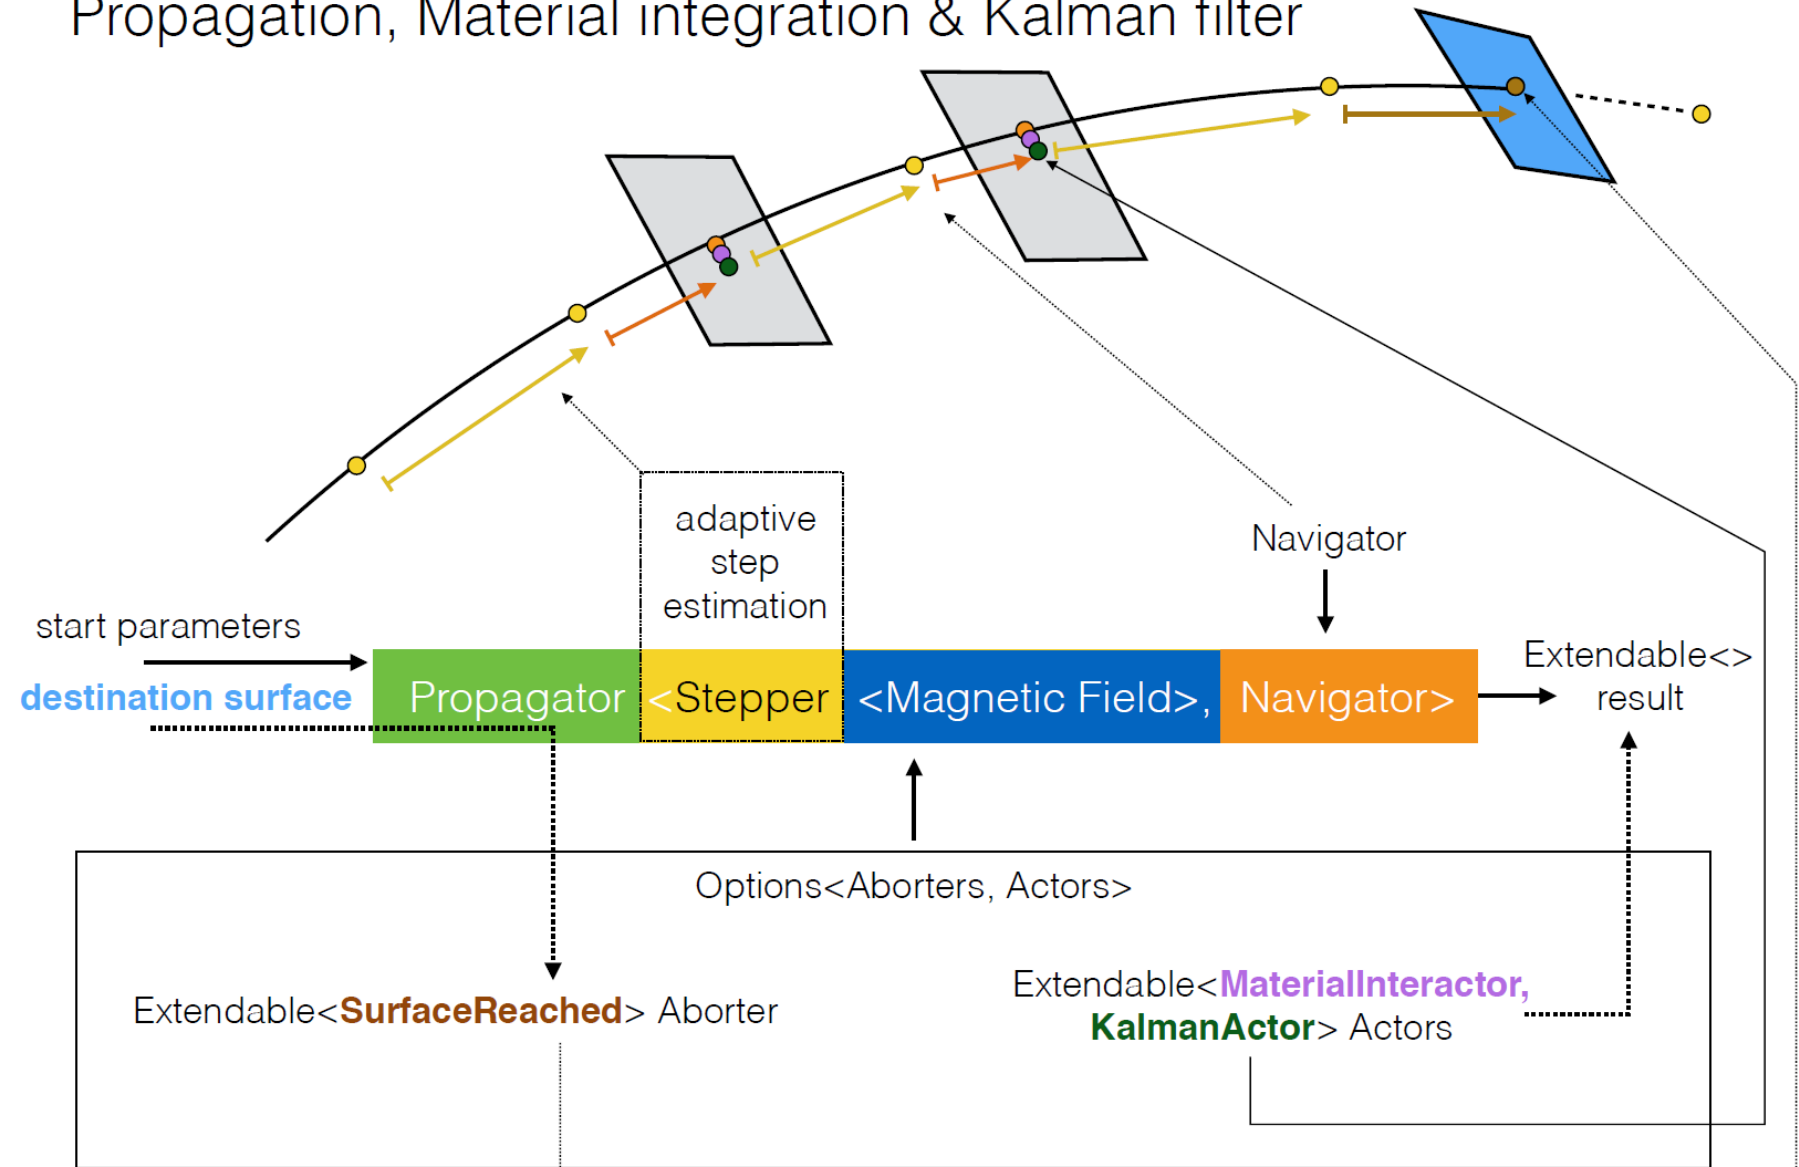 Propagation, Material integration & Kalman filter
adaptive
step
estimation
Navigator
start parameters
destination surface
Propagator <Stepper <Magnetic Field>, Navigator>
Extendable<>
result
Options<Aborters, Actors>
Extendable<SurfaceReached> Aborter
Extendable<MaterialInteractor,
KalmanActor> Actors